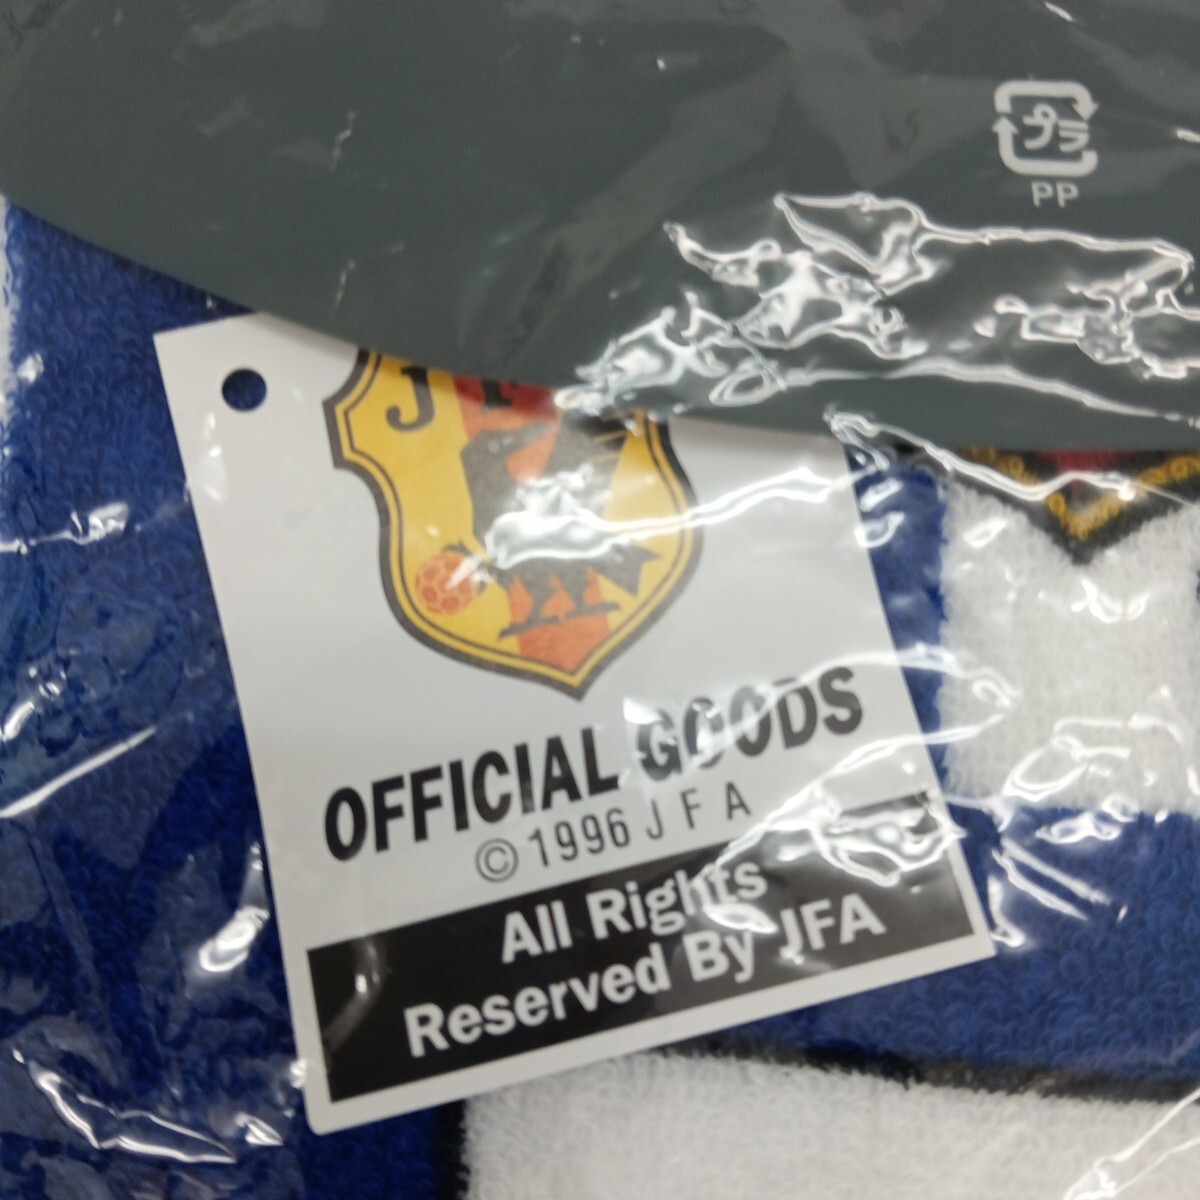 プラ
PP
OFFICIAL GOODS
© 1996 J F A
All Rights
Reserved By JFA